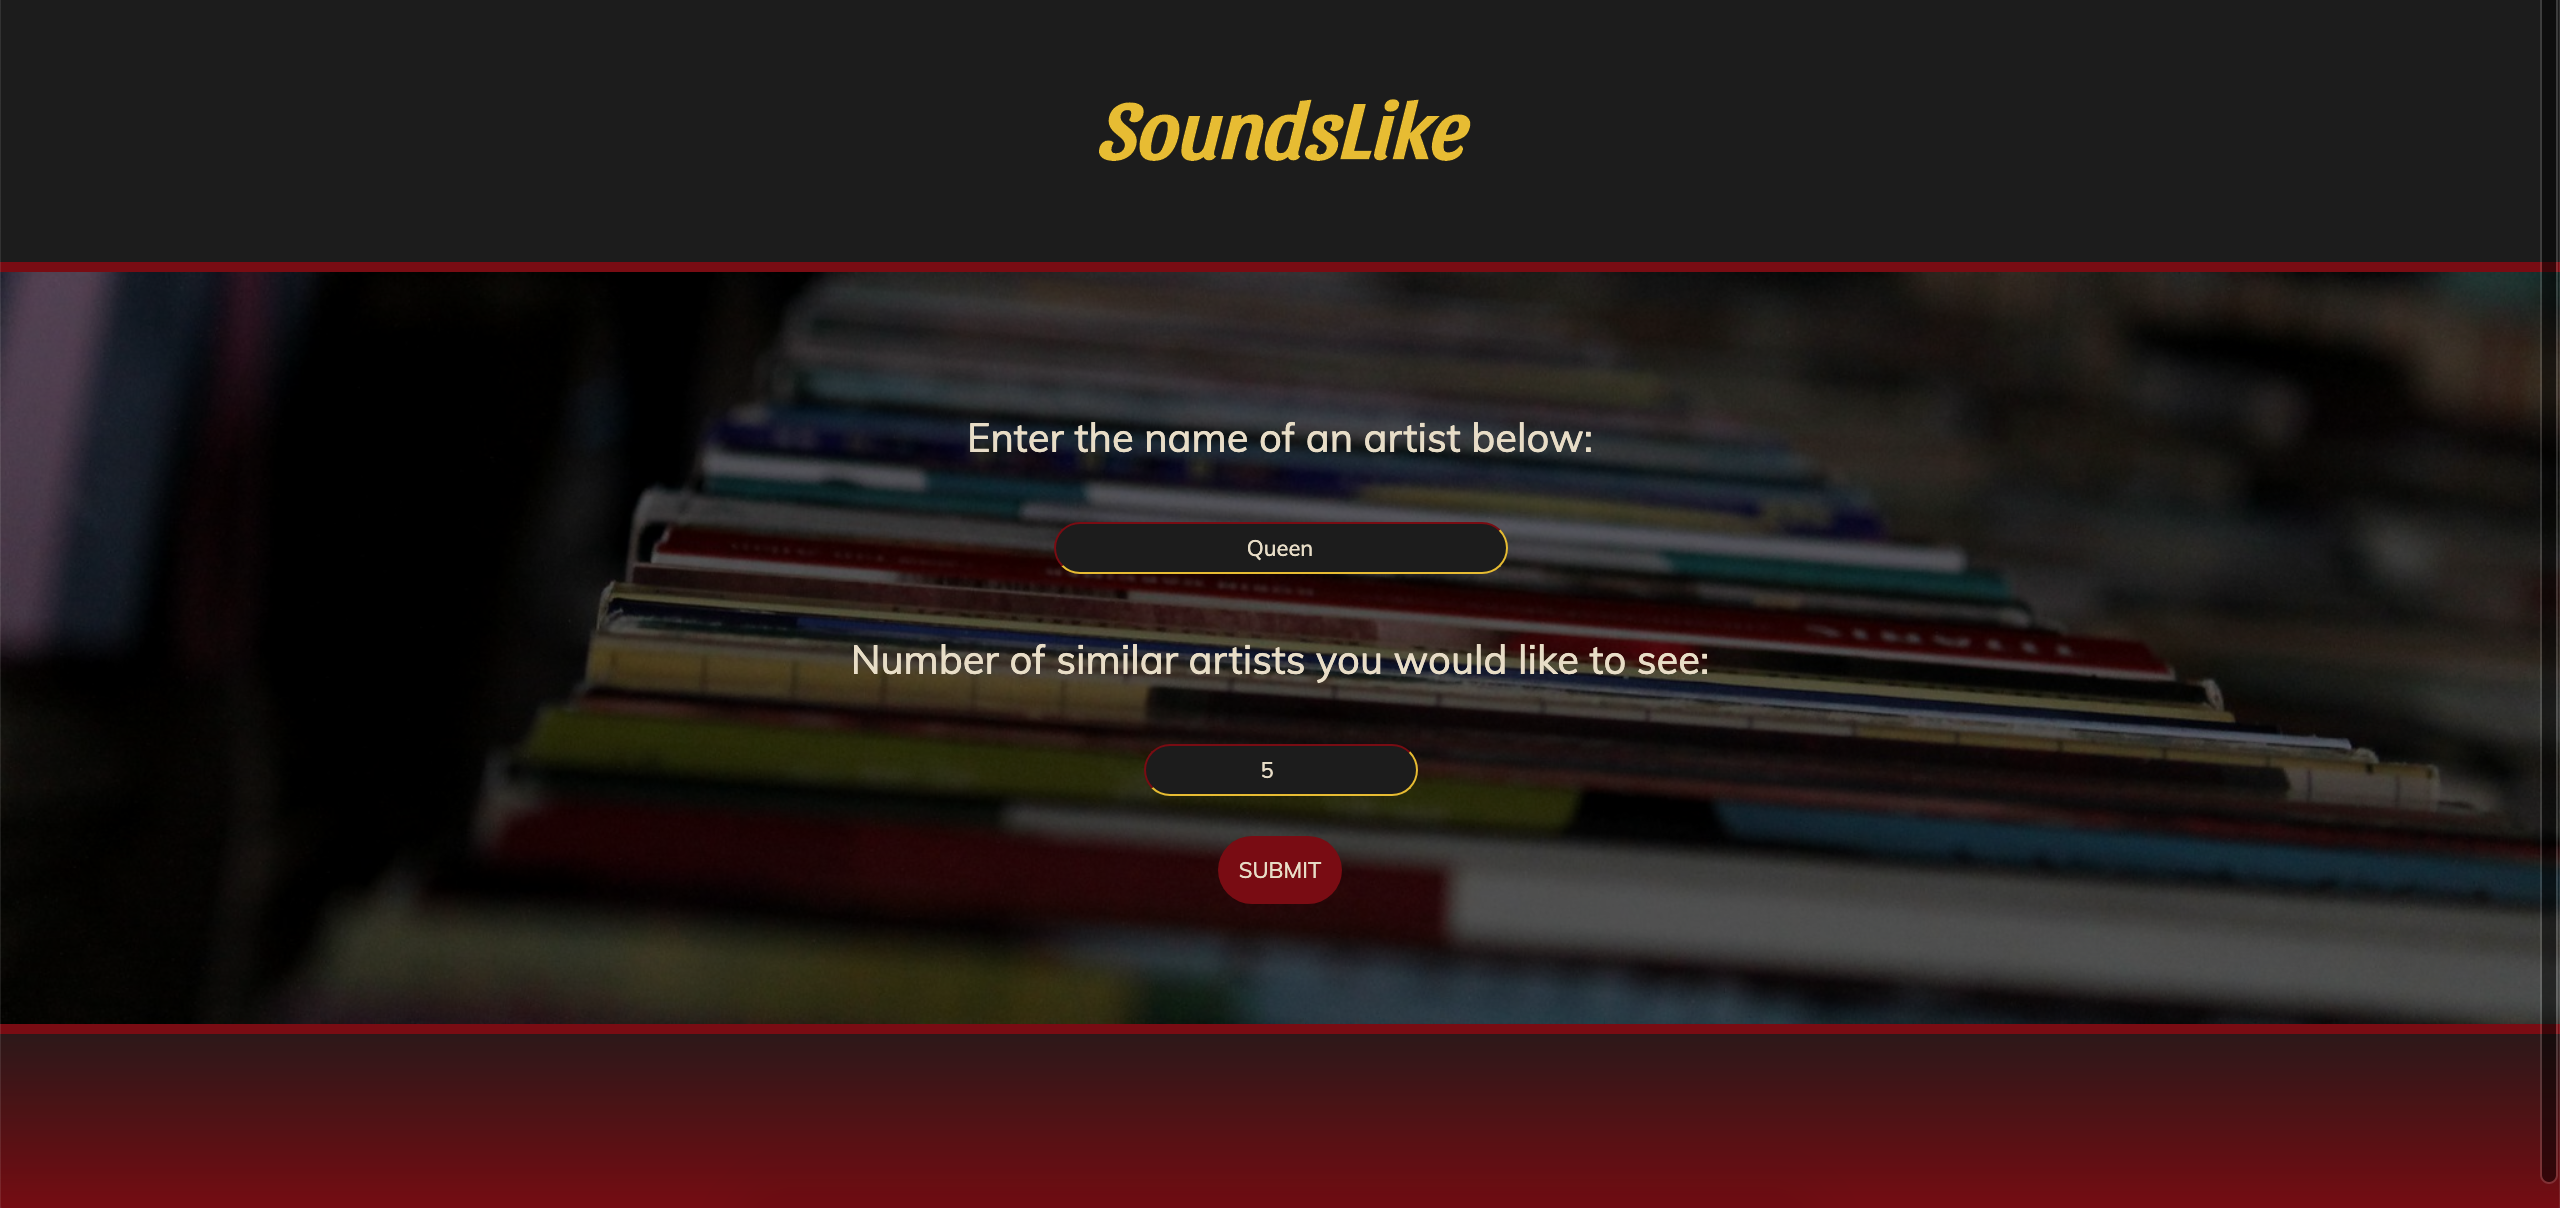 SoundsLike
Enter the name of an artist below:
Queen
Number of similar artists you would like to see:
5
SUBMIT